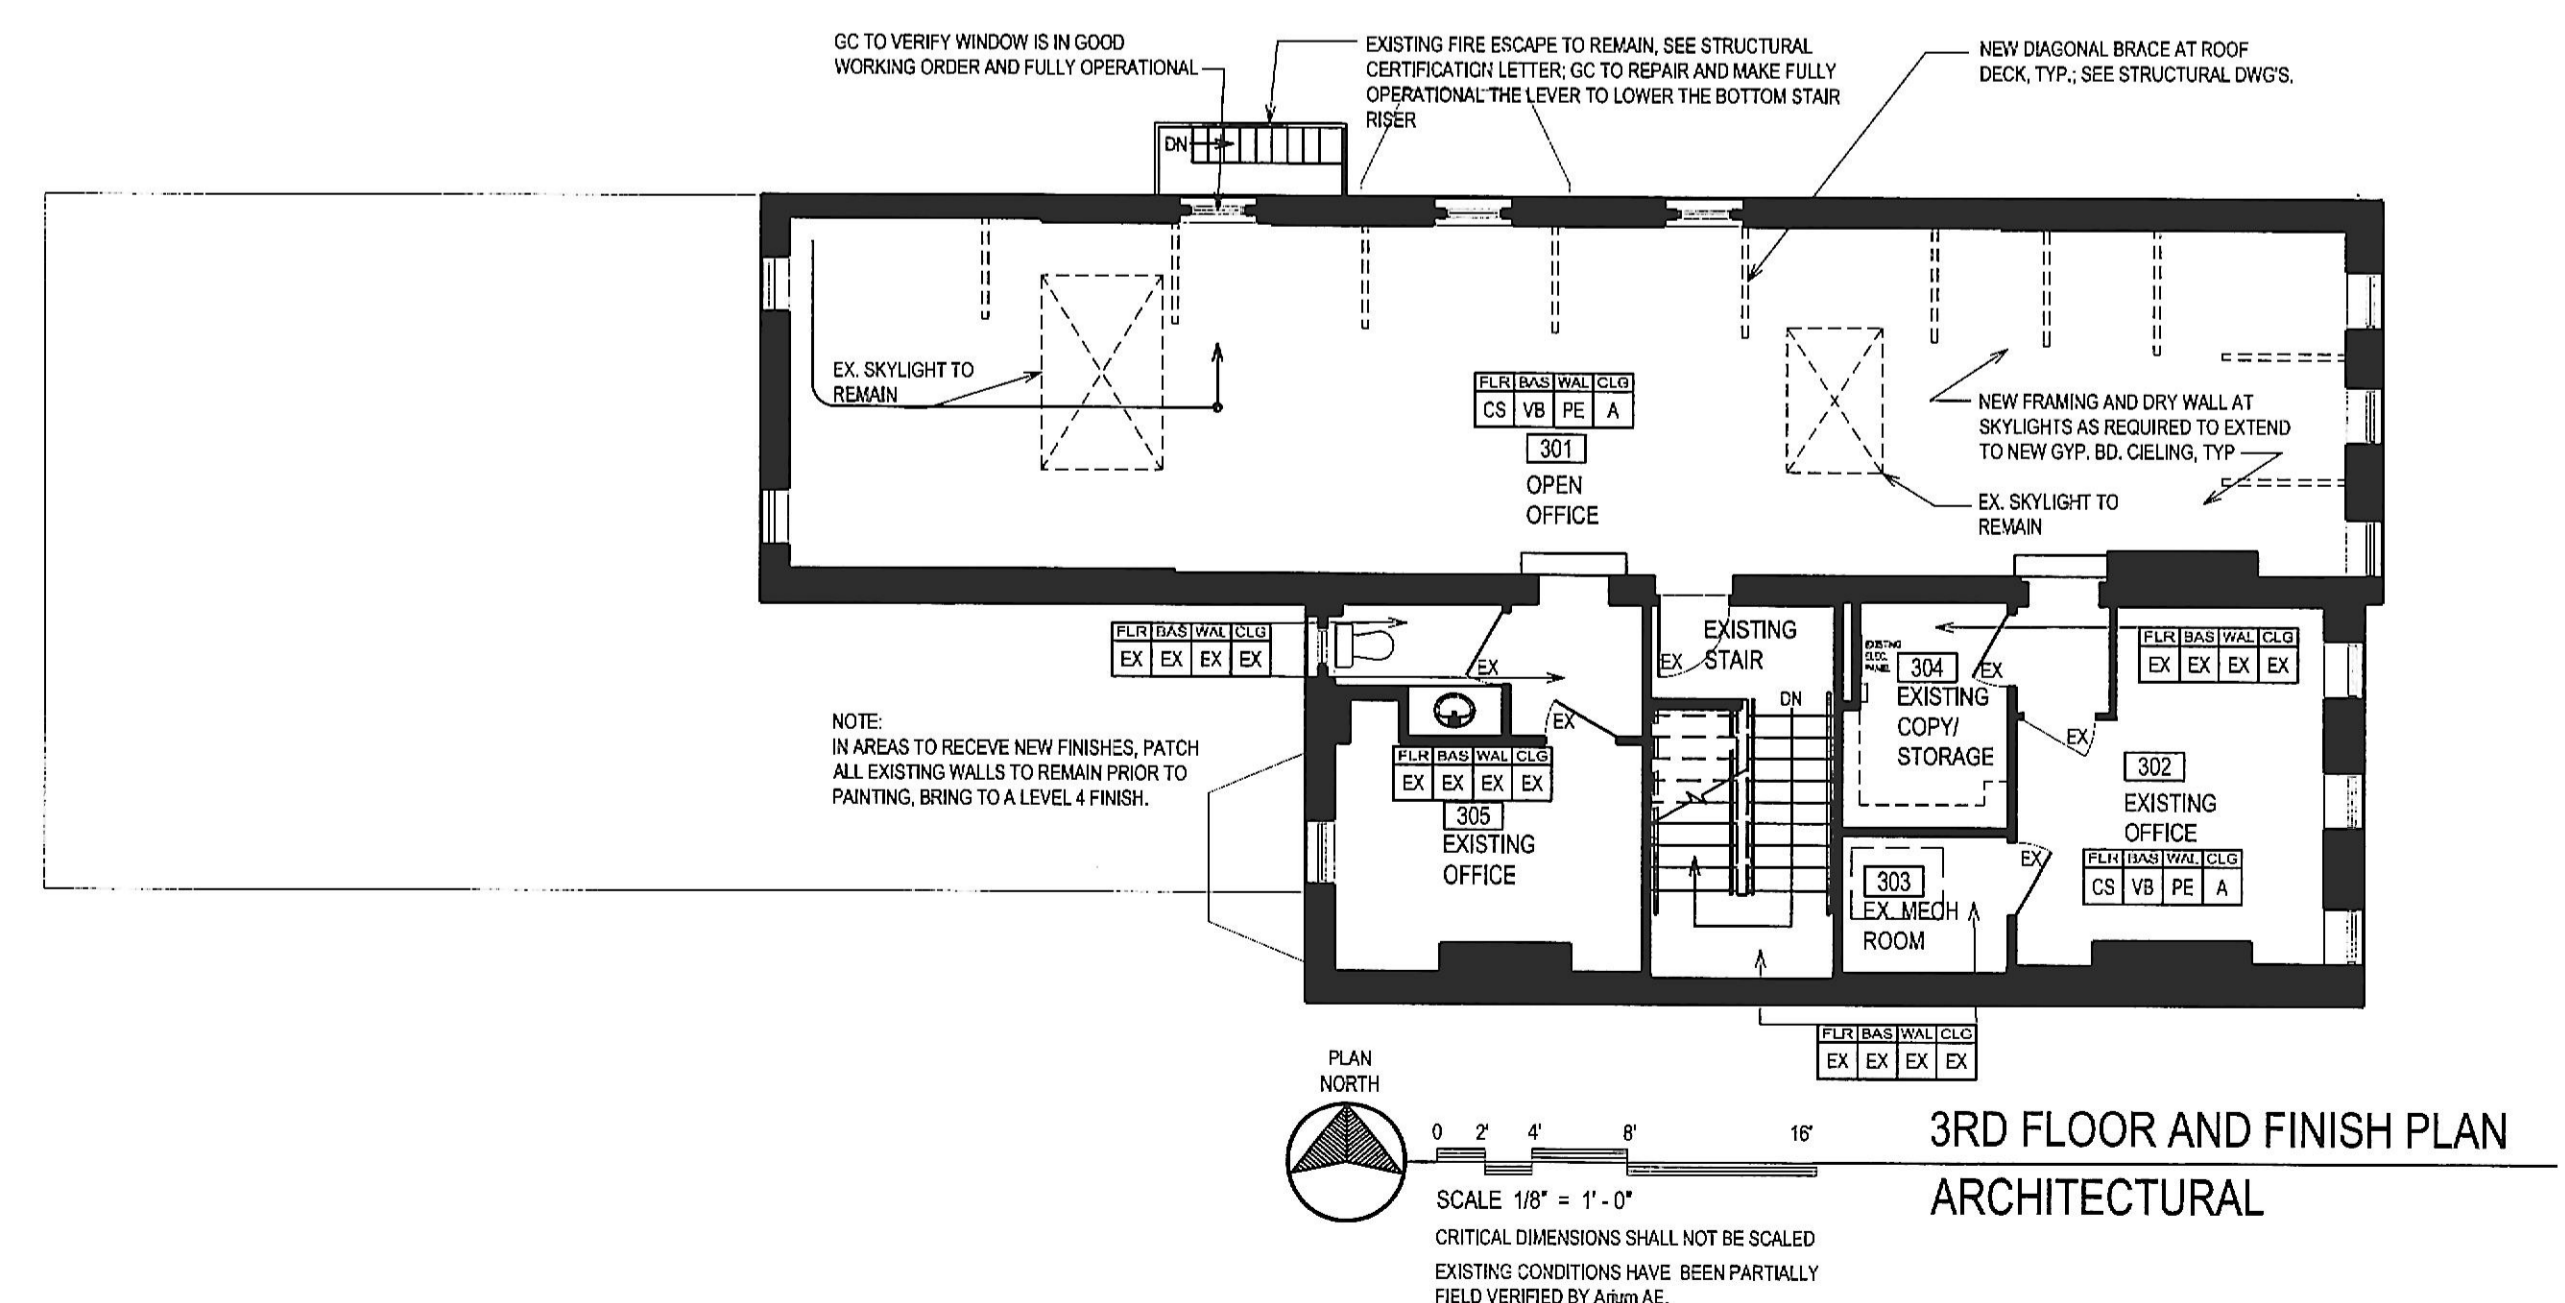 GC TO VERIFY WINDOW IS IN GOOD
WORKING ORDER AND FULLY OPERATIONAL
EXISTING FIRE ESCAPE TO REMAIN, SEE STRUCTURAL
CERTIFICATION LETTER; GC TO REPAIR AND MAKE FULLY
OPERATIONAL THE LEVER TO LOWER THE BOTTOM STAIR
RISER
NEW DIAGONAL BRACE AT ROOF
DECK, TYP.; SEE STRUCTURAL DWG'S.
DN
EX. SKYLIGHT TO
REMAIN
FLR BAS WAL CLG
CS VB PE A
301
OPEN
OFFICE
NEW FRAMING AND DRY WALL AT
SKYLIGHTS AS REQUIRED TO EXTEND
TO NEW GYP. BD. CIELING, TYP
EX. SKYLIGHT TO
REMAIN
FLR BAS WAL CLG
EX EX EX EX
EX
EX
EXISTING
STAIR
EX
DN
EXISTING
ELEC.
PANEL
304
EXISTING
COPY/
STORAGE
EX
FLR BAS WAL CLG
EX EX EX EX
EX
302
EXISTING
OFFICE
FLR BAS WAL CLG
CS VB PE A
NOTE:
IN AREAS TO RECEVE NEW FINISHES, PATCH
ALL EXISTING WALLS TO REMAIN PRIOR TO
PAINTING, BRING TO A LEVEL 4 FINISH.
FLR BAS WAL CLG
EX EX EX EX
305
EXISTING
OFFICE
EX
303
EX. MECH
ROOM
FLR BAS WAL CLG
EX EX EX EX
PLAN
NORTH
0 2' 4' 8' 16'
SCALE 1/8" = 1' - 0"
CRITICAL DIMENSIONS SHALL NOT BE SCALED
EXISTING CONDITIONS HAVE BEEN PARTIALLY
FIELD VERIFIED BY Arium AE.
3RD FLOOR AND FINISH PLAN
ARCHITECTURAL